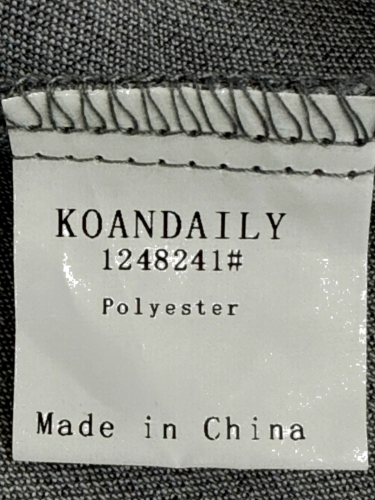 KOANDAILY
1248241#
Polyester
Made in China